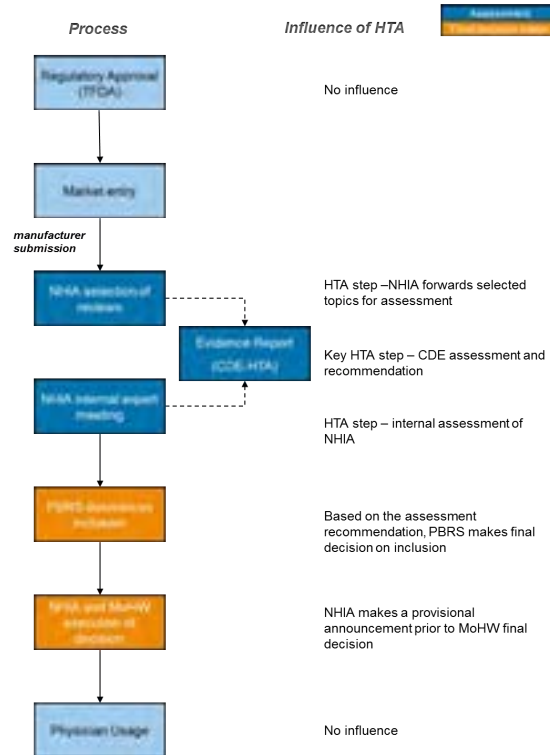 Process
Influence of HTA
Assessment
Regulatory Approval
(TFDA)
No influence
Market entry
manufacturer
submission
NHIA selection of
reviews
HTA step –NHIA forwards selected
topics for assessment
Evidence Report
(CDE-HTA)
Key HTA step – CDE assessment and
recommendation
NHIA internal expert
meeting
HTA step – internal assessment of
NHIA
PBRS determines
inclusion
Based on the assessment
recommendation, PBRS makes final
decision on inclusion
NHIA and MoHW
execution of
decision
NHIA makes a provisional
announcement prior to MoHW final
decision
Physician Usage
No influence